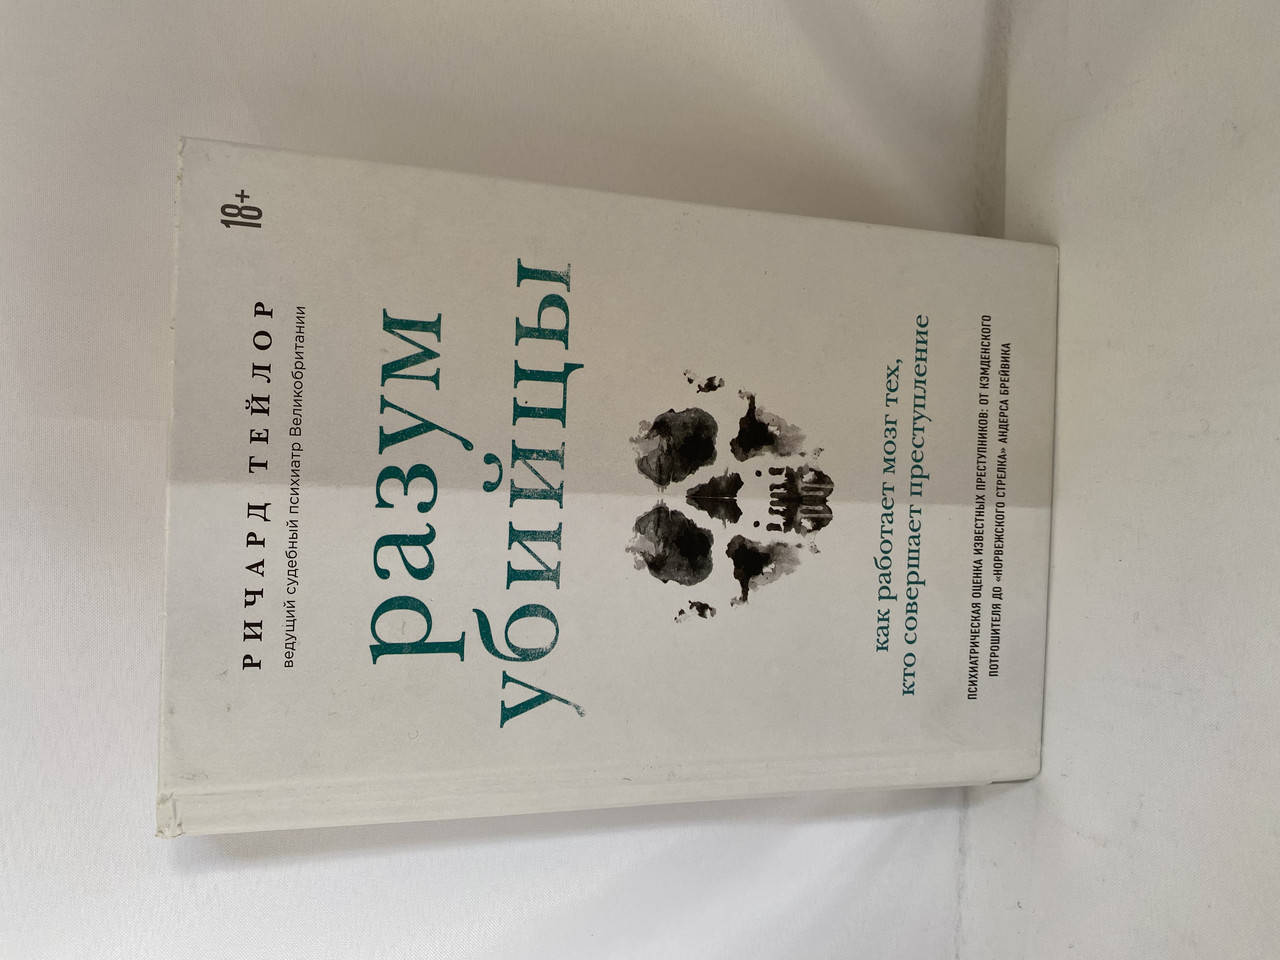 18+
РИЧАРД ТЕЙЛОР
ведущий судебный психиатр Великобритании
разум
убийцы
как работает мозг тех,
кто совершает преступление
ПСИХИАТРИЧЕСКАЯ ОЦЕНКА ИЗВЕСТНЫХ ПРЕСТУПНИКОВ: ОТ КЭМДЕНСКОГО
ПОТРОШИТЕЛЯ ДО «НОРВЕЖСКОГО СТРЕЛКА» АНДЕРСА БРЕЙВИКА